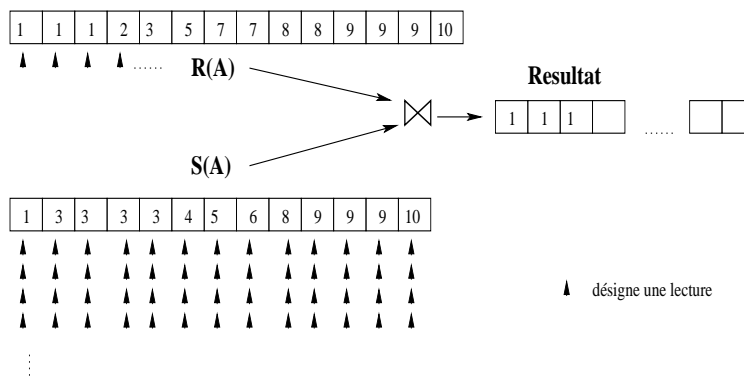 1 1 1 2 3 5 7 7 8 8 9 9 9 10
......
R(A)
Resultat
1 1 1
......
S(A)
1 3 3 3 3 4 5 6 8 9 9 9 10
désigne une lecture